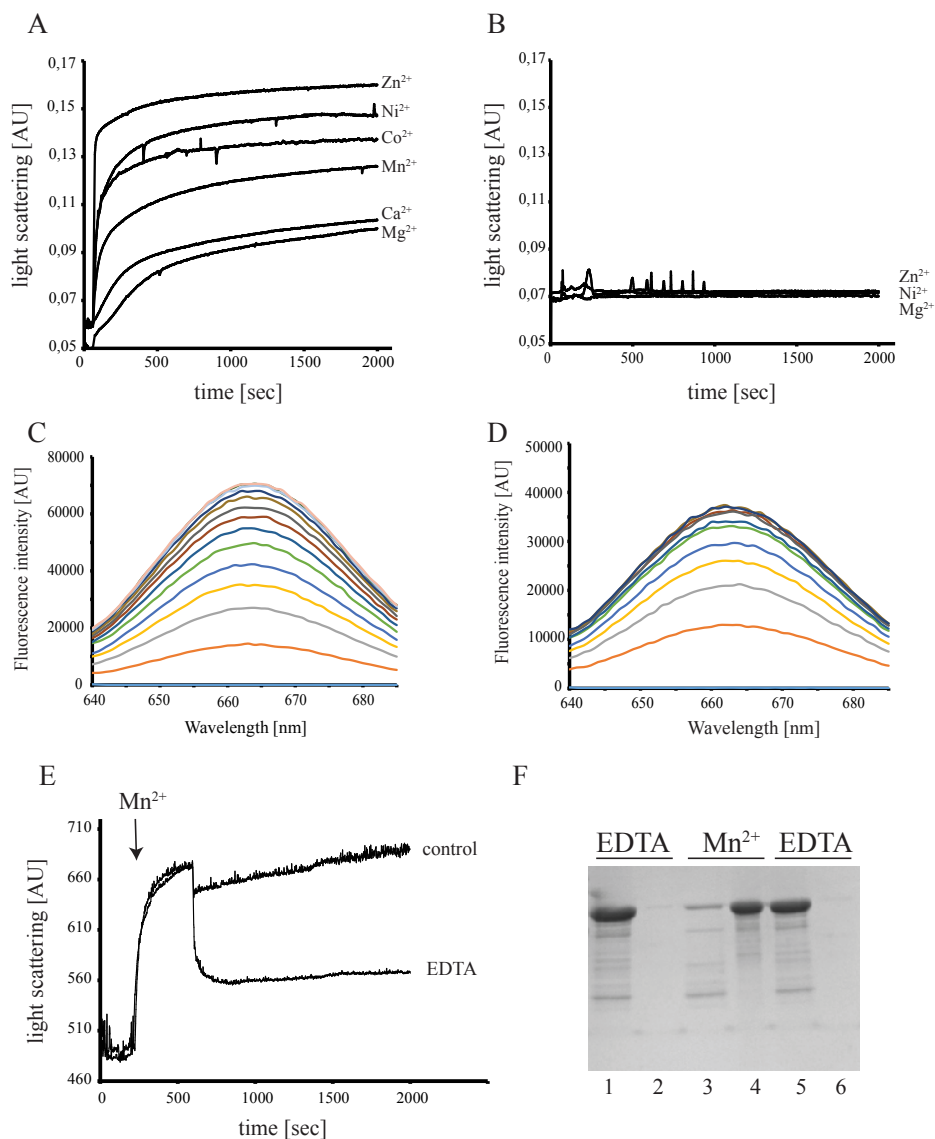 A
0,17
0,15
0,13
0,11
0,09
0,07
0,05
light scattering [AU]
Zn²⁺
Ni²⁺
Co²⁺
Mn²⁺
Ca²⁺
Mg²⁺
0 500 1000 1500 2000
time [sec]
B
0,17
0,15
0,13
0,11
0,09
0,07
0,05
light scattering [AU]
Zn²⁺
Ni²⁺
Mg²⁺
0 500 1000 1500 2000
time [sec]
C
80000
60000
40000
20000
0
Fluorescence intensity [AU]
640 650 660 670 680
Wavelength [nm]
D
50000
40000
30000
20000
10000
0
Fluorescence intensity [AU]
640 650 660 670 680
Wavelength [nm]
E
Mn²⁺
710
660
610
560
510
460
light scattering [AU]
control
EDTA
0 500 1000 1500 2000
time [sec]
F
EDTA Mn²⁺ EDTA
1 2 3 4 5 6